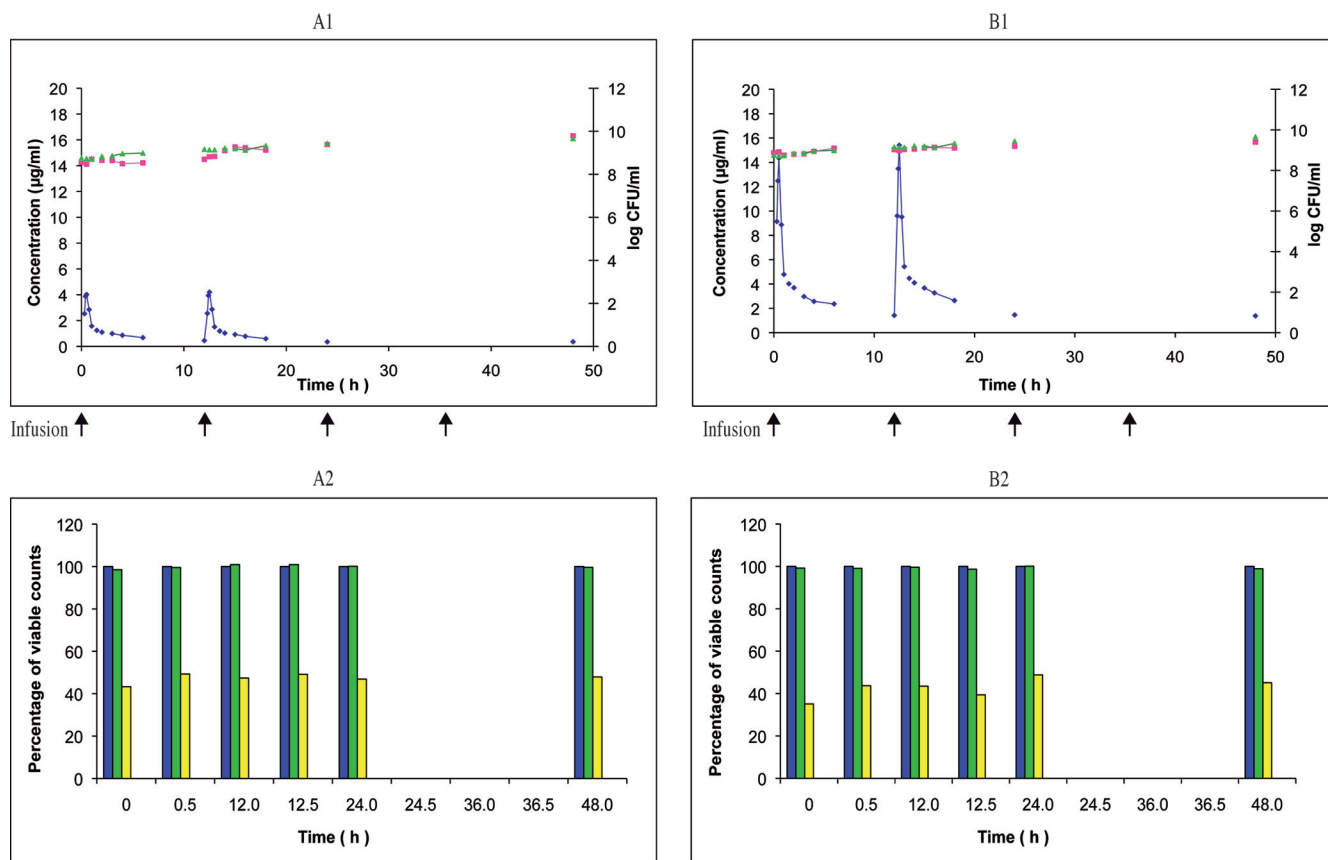 A1
Concentration (µg/ml)
20
18
16
14
12
10
8
6
4
2
0
12
10
8
6
4
2
0
log CFU/ml
0 10 20 30 40 50
Time ( h )
Infusion
B1
Concentration (µg/ml)
20
18
16
14
12
10
8
6
4
2
0
12
10
8
6
4
2
0
log CFU/ml
0 10 20 30 40 50
Time ( h )
Infusion
A2
Percentage of viable counts
120
100
80
60
40
20
0
0 0.5 12.0 12.5 24.0 24.5 36.0 36.5 48.0
Time ( h )
B2
Percentage of viable counts
120
100
80
60
40
20
0
0 0.5 12.0 12.5 24.0 24.5 36.0 36.5 48.0
Time ( h )